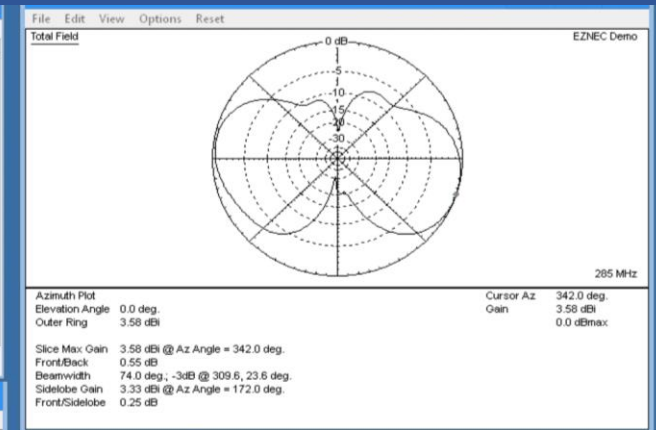 File Edit View Options Reset
Total Field
EZNEC Demo
0 dB
-5
-10
-15
-20
-30
285 MHz
Azimuth Plot
Elevation Angle 0.0 deg.
Outer Ring 3.58 dBi
Cursor Az 342.0 deg.
Gain 3.58 dBi
0.0 dBmax
Slice Max Gain 3.58 dBi @ Az Angle = 342.0 deg.
Front/Back 0.55 dB
Beamwidth 74.0 deg.; -3dB @ 309.6, 23.6 deg.
Sidelobe Gain 3.33 dBi @ Az Angle = 172.0 deg.
Front/Sidelobe 0.25 dB